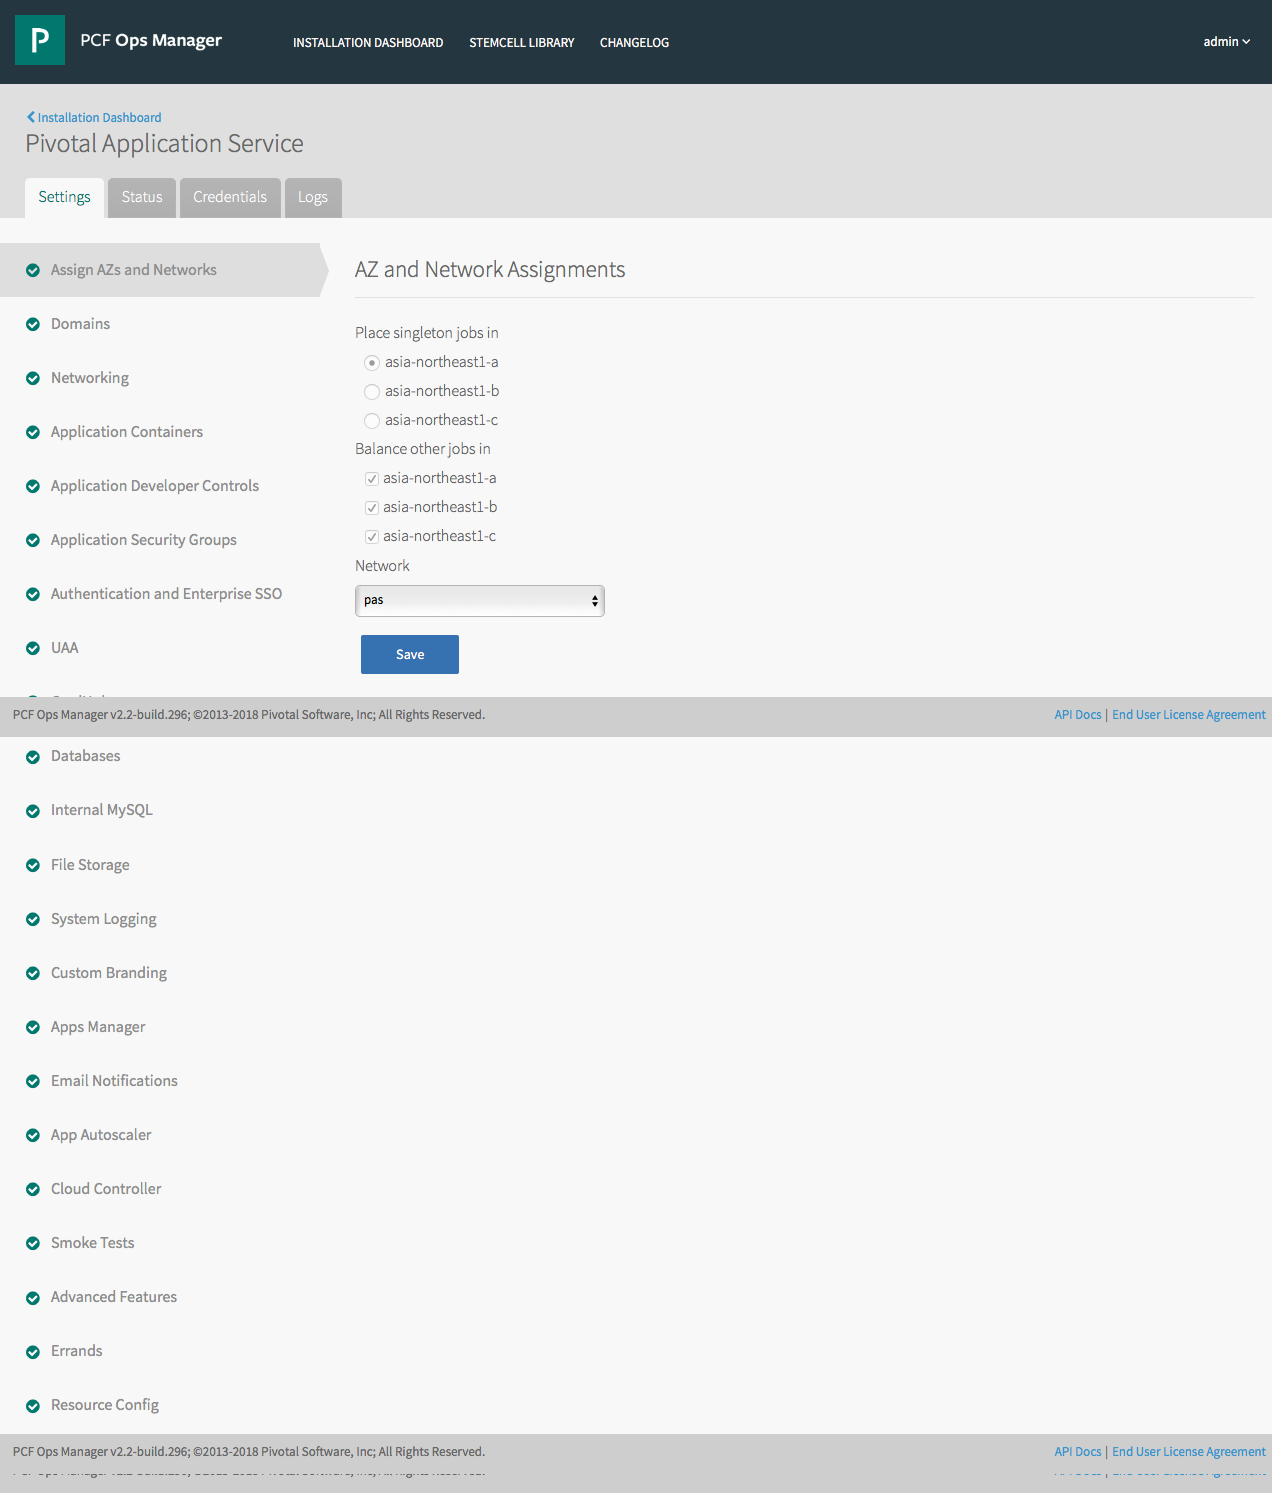 P PCF Ops Manager INSTALLATION DASHBOARD STEMCELL LIBRARY CHANGELOG admin
Installation Dashboard
Pivotal Application Service
Settings Status Credentials Logs
Assign AZs and Networks
Domains
Networking
Application Containers
Application Developer Controls
Application Security Groups
Authentication and Enterprise SSO
UAA
AZ and Network Assignments
Place singleton jobs in
asia-northeast1-a
asia-northeast1-b
asia-northeast1-c
Balance other jobs in
asia-northeast1-a
asia-northeast1-b
asia-northeast1-c
Network
pas
Save
PCF Ops Manager v2.2-build.296; ©2013-2018 Pivotal Software, Inc; All Rights Reserved. API Docs | End User License Agreement
Databases
Internal MySQL
File Storage
System Logging
Custom Branding
Apps Manager
Email Notifications
App Autoscaler
Cloud Controller
Smoke Tests
Advanced Features
Errands
Resource Config
PCF Ops Manager v2.2-build.296; ©2013-2018 Pivotal Software, Inc; All Rights Reserved. API Docs | End User License Agreement